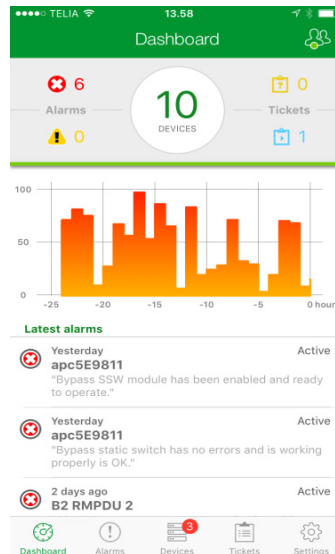 TELIA 13.58
Dashboard
6
Alarms
0
10
DEVICES
0
Tickets
1
100
50
0
-25 -20 -15 -10 -5 0 hour
Latest alarms
Yesterday Active
apc5E9811
"Bypass SSW module has been enabled and ready
to operate."
Yesterday Active
apc5E9811
"Bypass static switch has no errors and is working
properly is OK."
2 days ago Active
B2 RMPDU 2
3
Dashboard Alarms Devices Tickets Settings